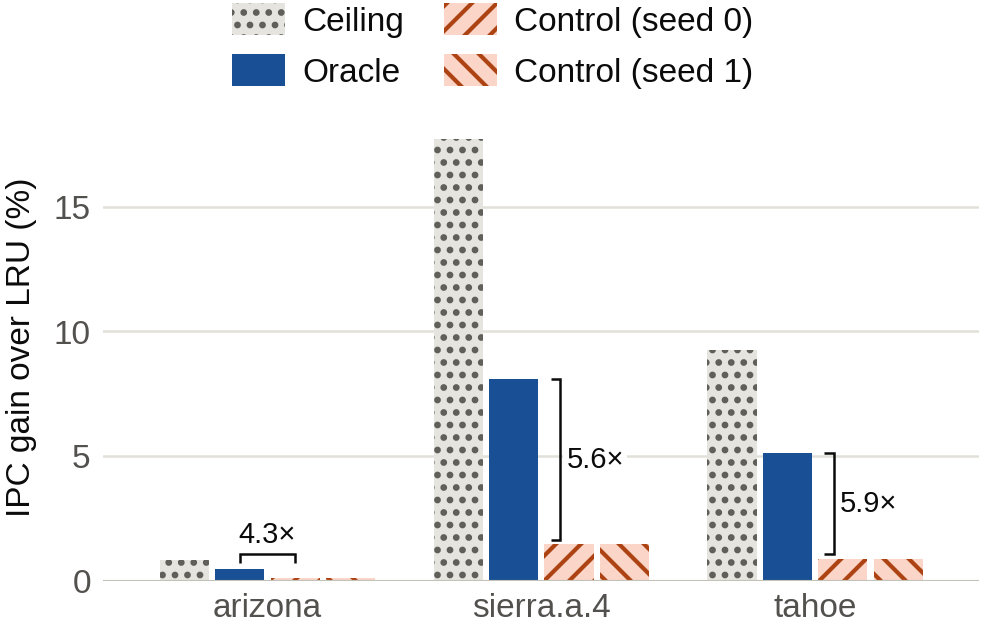 Ceiling
Control (seed 0)
Oracle
Control (seed 1)
IPC gain over LRU (%)
15
10
5
0
4.3×
5.6×
5.9×
arizona
sierra.a.4
tahoe